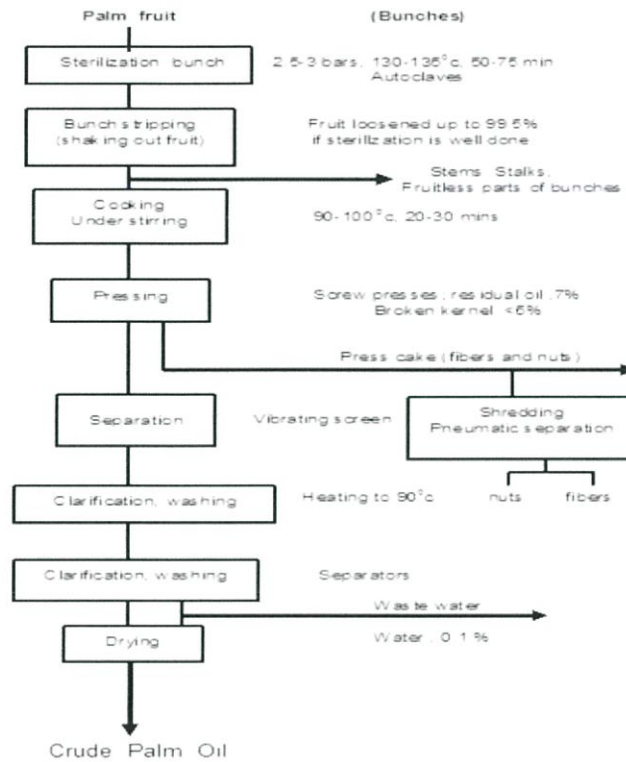 Palm fruit (Bunches)
Sterilization bunch 2.5-3 bars, 130-135°c, 50-75 min
Autoclaves
Bunch stripping
(shaking out fruit)
Fruit loosened up to 99.5%
if sterilization is well done
Stems Stalks,
Fruitless parts of bunches
Cooking
Under stirring
90-100°c, 20-30 mins
Pressing
Screw presses, residual oil ,7%
Broken kernel <5%
Press cake (fibers and nuts)
Separation
Vibrating screen
Shredding
Pneumatic separation
nuts fibers
Clarification, washing
Heating to 90°c
Clarification, washing
Separators
Waste water
Drying
Water , 0.1%
Crude Palm Oil